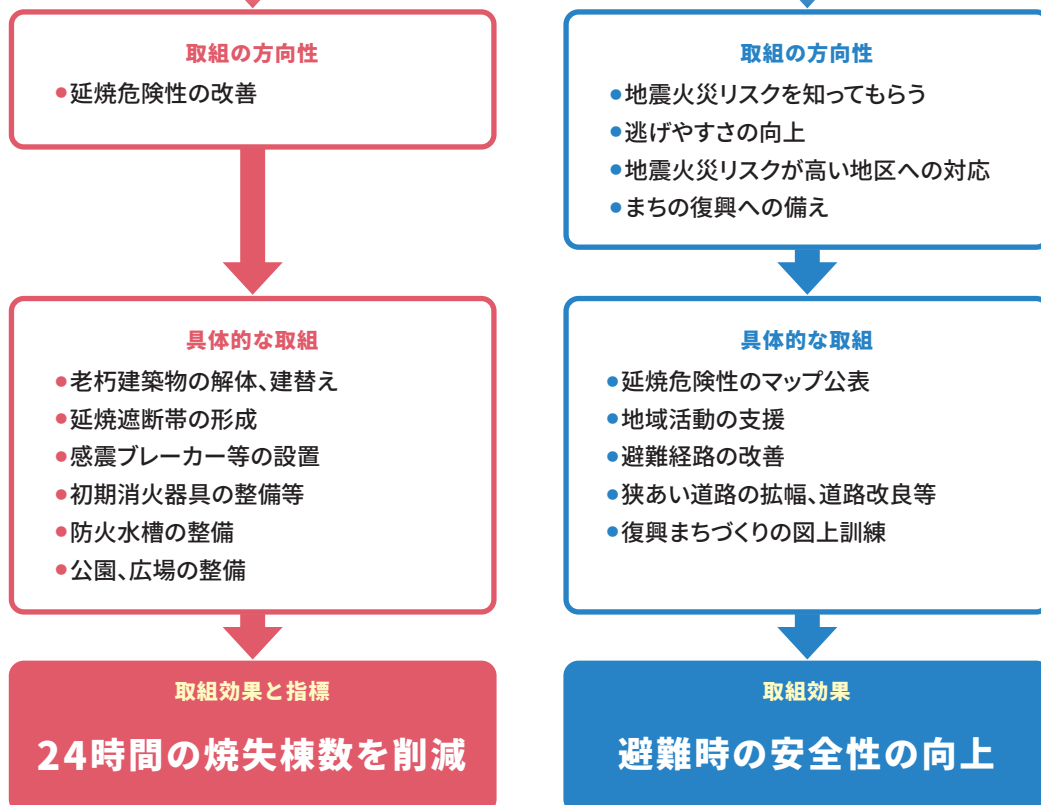 取組の方向性
●延焼危険性の改善
具体的な取組
●老朽建築物の解体、建替え
●延焼遮断帯の形成
●感震ブレーカー等の設置
●初期消火器具の整備等
●防火水槽の整備
●公園、広場の整備
取組効果と指標
24時間の焼失棟数を削減
取組の方向性
●地震火災リスクを知ってもらう
●逃げやすさの向上
●地震火災リスクが高い地区への対応
●まちの復興への備え
具体的な取組
●延焼危険性のマップ公表
●地域活動の支援
●避難経路の改善
●狭あい道路の拡幅、道路改良等
●復興まちづくりの図上訓練
取組効果
避難時の安全性の向上